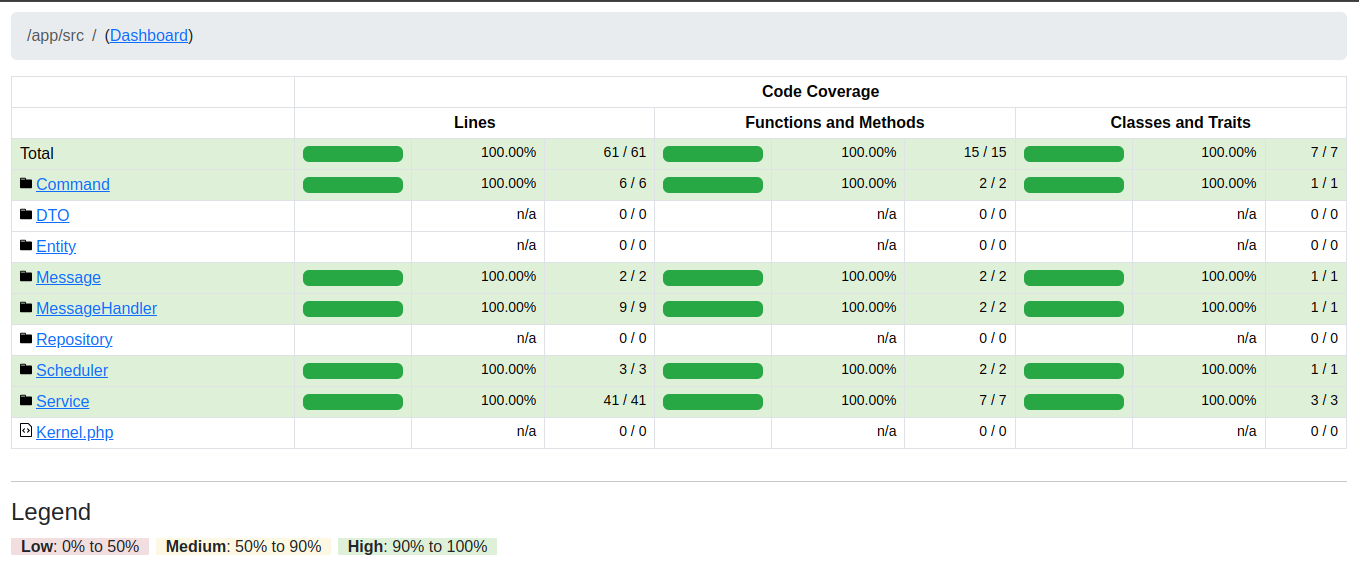 /app/src / (Dashboard)
Code Coverage
Lines Functions and Methods Classes and Traits
Total 100.00% 61 / 61 100.00% 15 / 15 100.00% 7 / 7
Command 100.00% 6 / 6 100.00% 2 / 2 100.00% 1 / 1
DTO n/a 0 / 0 n/a 0 / 0 n/a 0 / 0
Entity n/a 0 / 0 n/a 0 / 0 n/a 0 / 0
Message 100.00% 2 / 2 100.00% 2 / 2 100.00% 1 / 1
MessageHandler 100.00% 9 / 9 100.00% 2 / 2 100.00% 1 / 1
Repository n/a 0 / 0 n/a 0 / 0 n/a 0 / 0
Scheduler 100.00% 3 / 3 100.00% 2 / 2 100.00% 1 / 1
Service 100.00% 41 / 41 100.00% 7 / 7 100.00% 3 / 3
Kernel.php n/a 0 / 0 n/a 0 / 0 n/a 0 / 0
Legend
Low: 0% to 50% Medium: 50% to 90% High: 90% to 100%